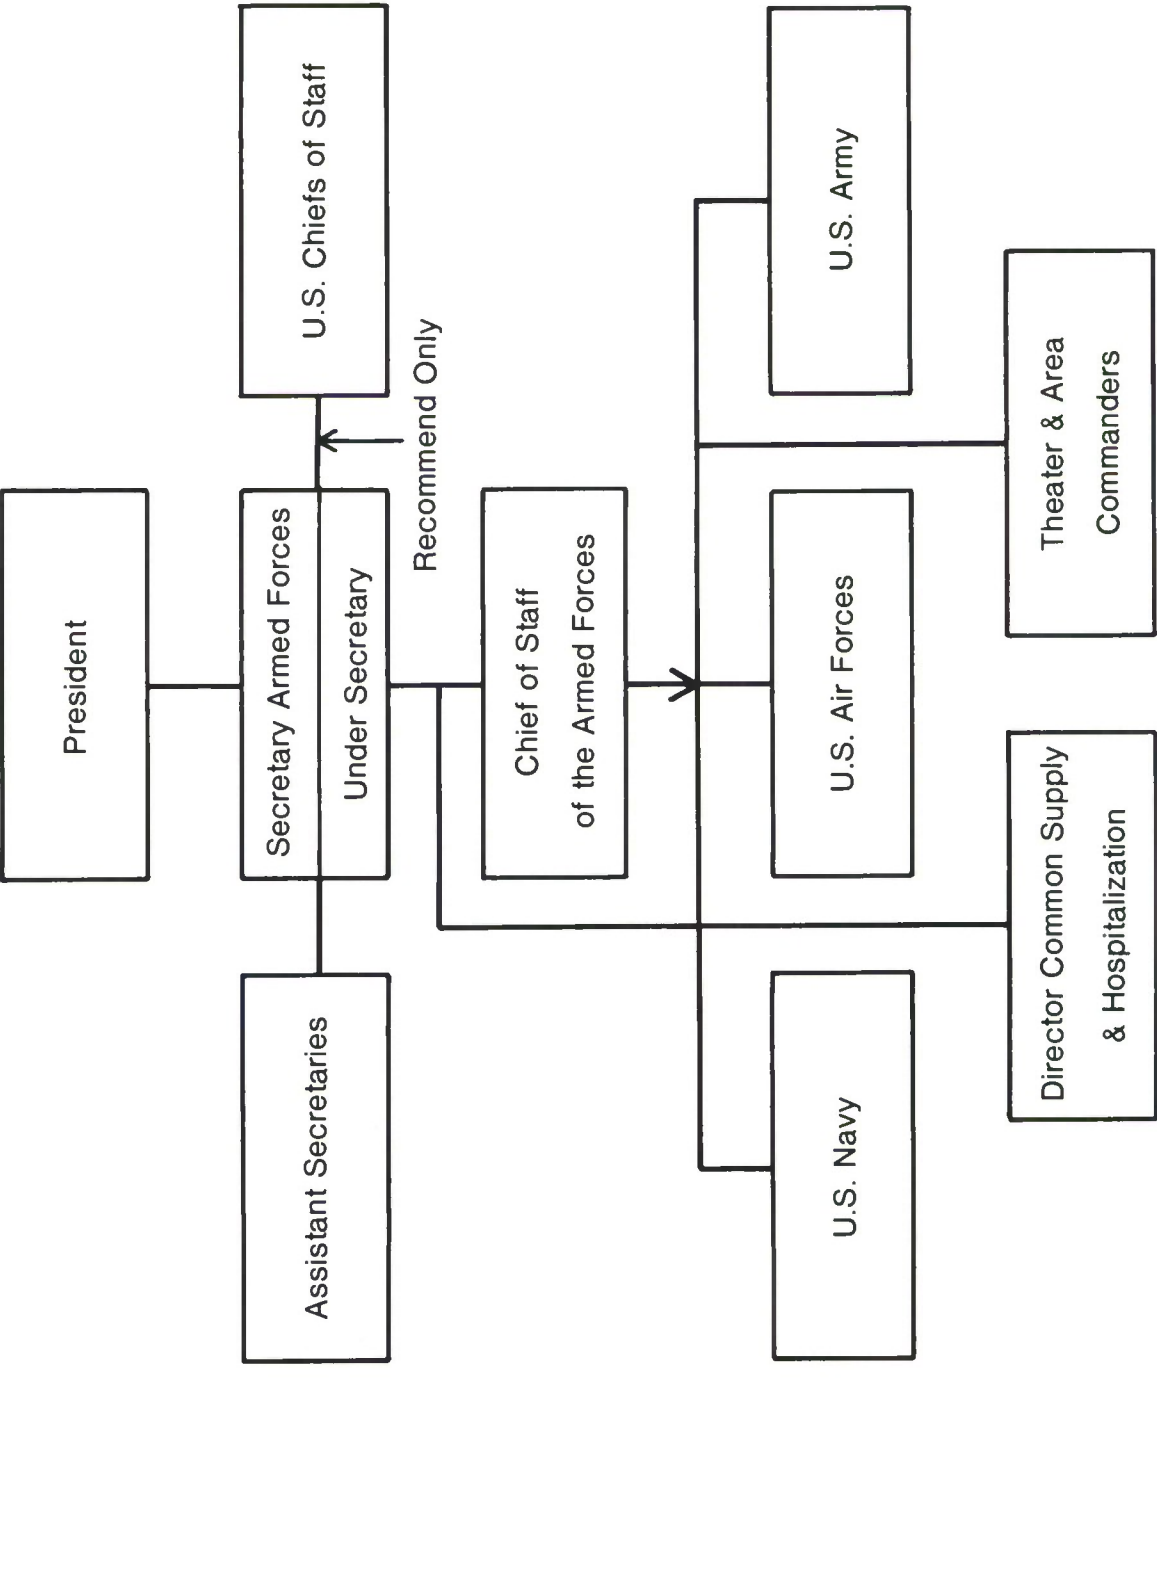 President
Assistant Secretaries
Secretary Armed Forces
Under Secretary
U.S. Chiefs of Staff
Recommend Only
Chief of Staff
of the Armed Forces
U.S. Navy
U.S. Air Forces
U.S. Army
Director Common Supply
& Hospitalization
Theater & Area
Commanders